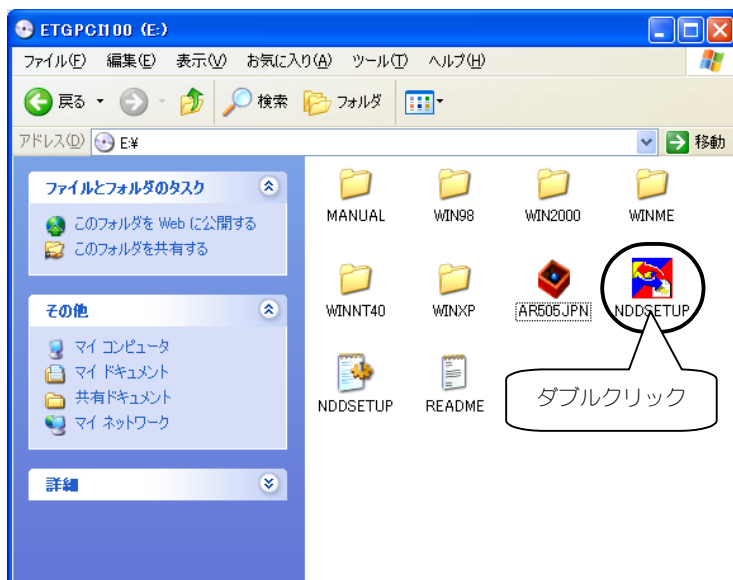 ETGPCI100 (E:)
ファイル(F) 編集(E) 表示(V) お気に入り(A) ツール(T) ヘルプ(H)
戻る 検索 フォルダ
アドレス(D) E:¥ 移動
ファイルとフォルダのタスク
このフォルダを Web に公開する
このフォルダを共有する
その他
マイ コンピュータ
マイ ドキュメント
共有ドキュメント
マイ ネットワーク
詳細
MANUAL WIN98 WIN2000 WINME
WINNT40 WINXP AR505JPN NDDSETUP
NDDSETUP README
ダブルクリック